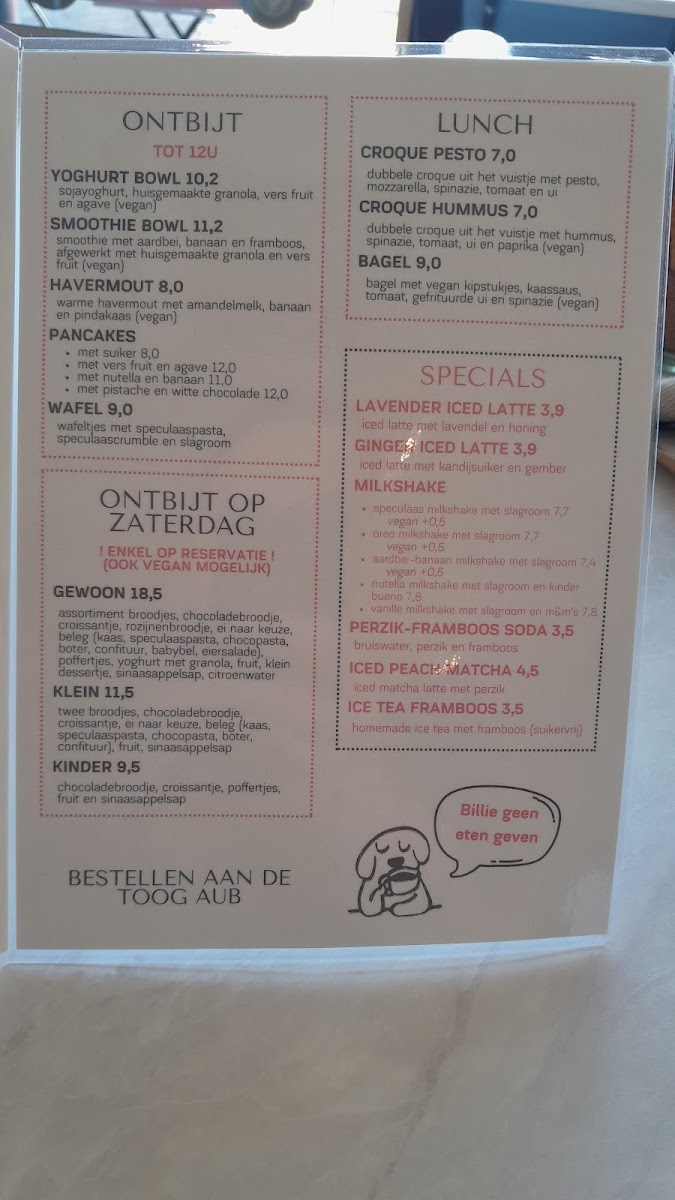 ONTBIJT
TOT 12U
YOGHURT BOWL 10,2
sojayoghurt, huisgemaakte granola, vers fruit
en agave (vegan)
SMOOTHIE BOWL 11,2
smoothie met aardbei, banaan en framboos,
afgewerkt met huisgemaakte granola en vers
fruit (vegan)
HAVERMOUT 8,0
warme havermout met amandelmelk, banaan
en pindakaas (vegan)
PANCAKES
• met suiker 8,0
• met vers fruit en agave 12,0
• met nutella en banaan 11,0
• met pistache en witte chocolade 12,0
WAFEL 9,0
wafeltjes met speculaaspasta,
speculaascrumble en slagroom
ONTBIJT OP
ZATERDAG
! ENKEL OP RESERVATIE !
(OOK VEGAN MOGELIJK)
GEWOON 18,5
assortiment broodjes, chocoladebroodje,
croissantje, rozijnenbroodje, ei naar keuze,
beleg (kaas, speculaaspasta, chocopasta,
boter, confituur, babybel, eiersalade),
poffertjes, yoghurt met granola, fruit, klein
dessertje, sinaasappelsap, citroenwater
KLEIN 11,5
twee broodjes, chocoladebroodje,
croissantje, ei naar keuze, beleg (kaas,
speculaaspasta, chocopasta, boter,
confituur), fruit, sinaasappelsap
KINDER 9,5
chocoladebroodje, croissantje, poffertjes,
fruit en sinaasappelsap
BESTELLEN AAN DE
TOOG AUB
LUNCH
CROQUE PESTO 7,0
dubbele croque uit het vuistje met pesto,
mozzarella, spinazie, tomaat en ui
CROQUE HUMMUS 7,0
dubbele croque uit het vuistje met hummus,
spinazie, tomaat, ui en paprika (vegan)
BAGEL 9,0
bagel met vegan kipstukjes, kaassaus,
tomaat, gefrituurde ui en spinazie (vegan)
SPECIALS
LAVENDER ICED LATTE 3,9
iced latte met lavendel en honing
GINGER ICED LATTE 3,9
iced latte met kandijsuiker en gember
MILKSHAKE
• speculaas milkshake met slagroom 7,7
vegan +0,5
• oreo milkshake met slagroom 7,7
vegan +0,5
• aardbei-banaan milkshake met slagroom 7,4
vegan +0,5
• nutella milkshake met slagroom en kinder
bueno 7,8
• vanille milkshake met slagroom en m&m's 7,8
PERZIK-FRAMBOOS SODA 3,5
bruiswater, perzik en framboos
ICED PEACH MATCHA 4,5
iced matcha latte met perzik
ICE TEA FRAMBOOS 3,5
homemade ice tea met framboos (suikervrij)
Billie geen
eten geven